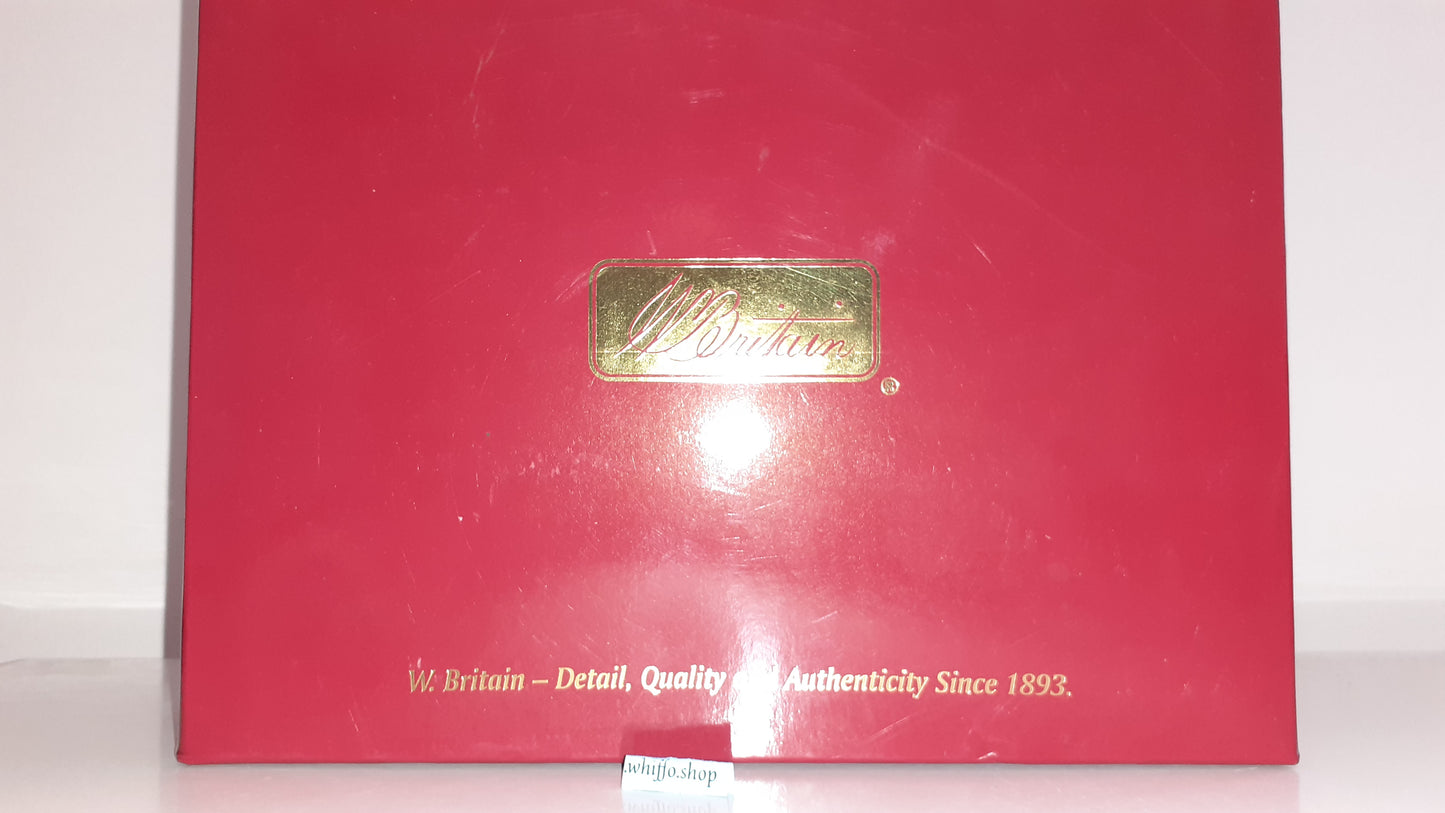 W Britain
®
W. Britain – Detail, Quality Authenticity Since 1893.
.whiffo.shop